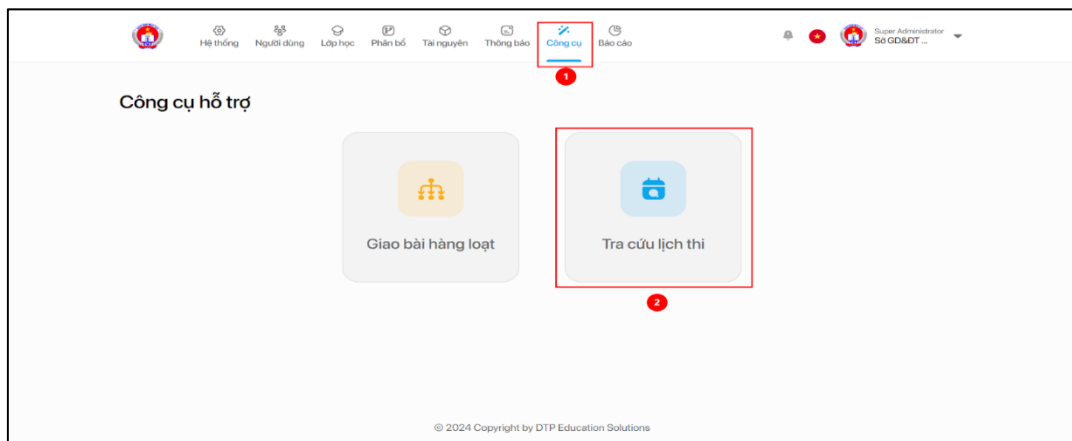 Hệ thống Người dùng Lớp học Phân bổ Tài nguyên Thông báo Công cụ Báo cáo
Super Administrator
Sở GD&ĐT ...
1
Công cụ hỗ trợ
Giao bài hàng loạt
Tra cứu lịch thi
2
© 2024 Copyright by DTP Education Solutions